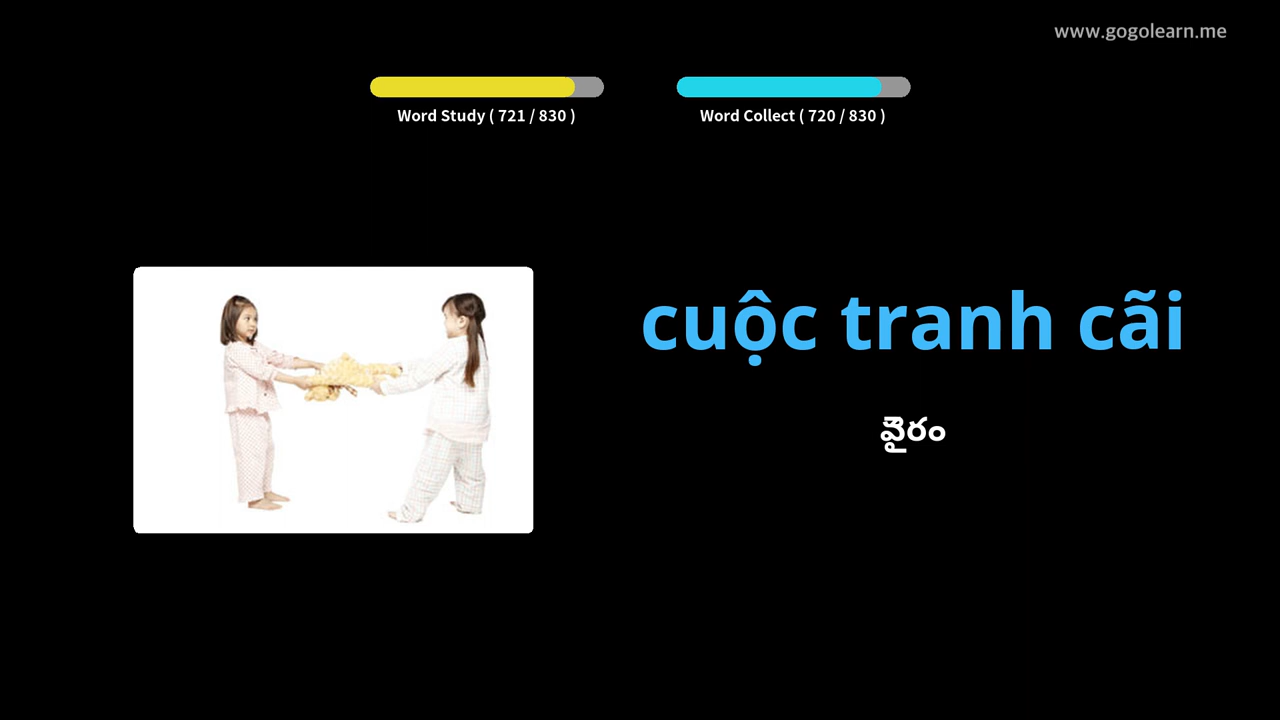 www.gogolearn.me
Word Study ( 721 / 830 )
Word Collect ( 720 / 830 )
cuộc tranh cãi
వైరం